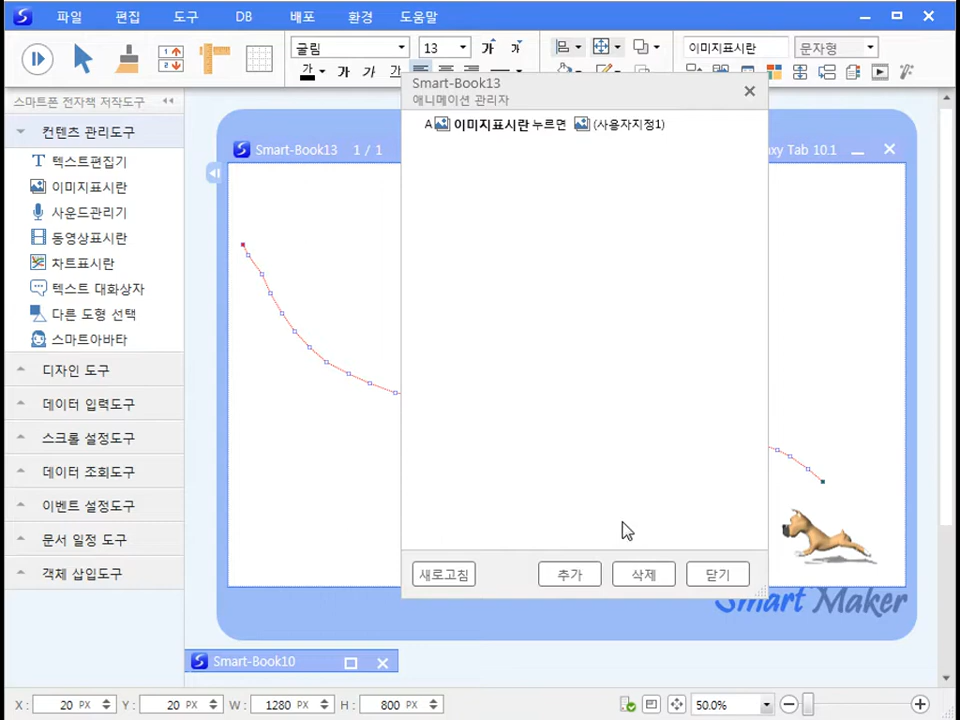 파일 편집 도구 DB 배포 환경 도움말
굴림 13 가 가 이미지표시란 문자형
가 가 가 가
스마트폰 전자책 저작도구
컨텐츠 관리도구
텍스트편집기
이미지표시란
사운드관리기
동영상표시란
차트표시란
텍스트 대화상자
다른 도형 선택
스마트아바타
디자인 도구
데이터 입력도구
스크롤 설정도구
데이터 조회도구
이벤트 설정도구
문서 일정 도구
객체 삽입도구
Smart-Book13 1 / 1
xy Tab 10.1
Smart-Book13
애니메이션 관리자
A 이미지표시란 누르면 (사용자지정1)
새로고침 추가 삭제 닫기
Smart Maker
Smart-Book10
X : 20 PX Y : 20 PX W : 1280 PX H : 800 PX 50.0%